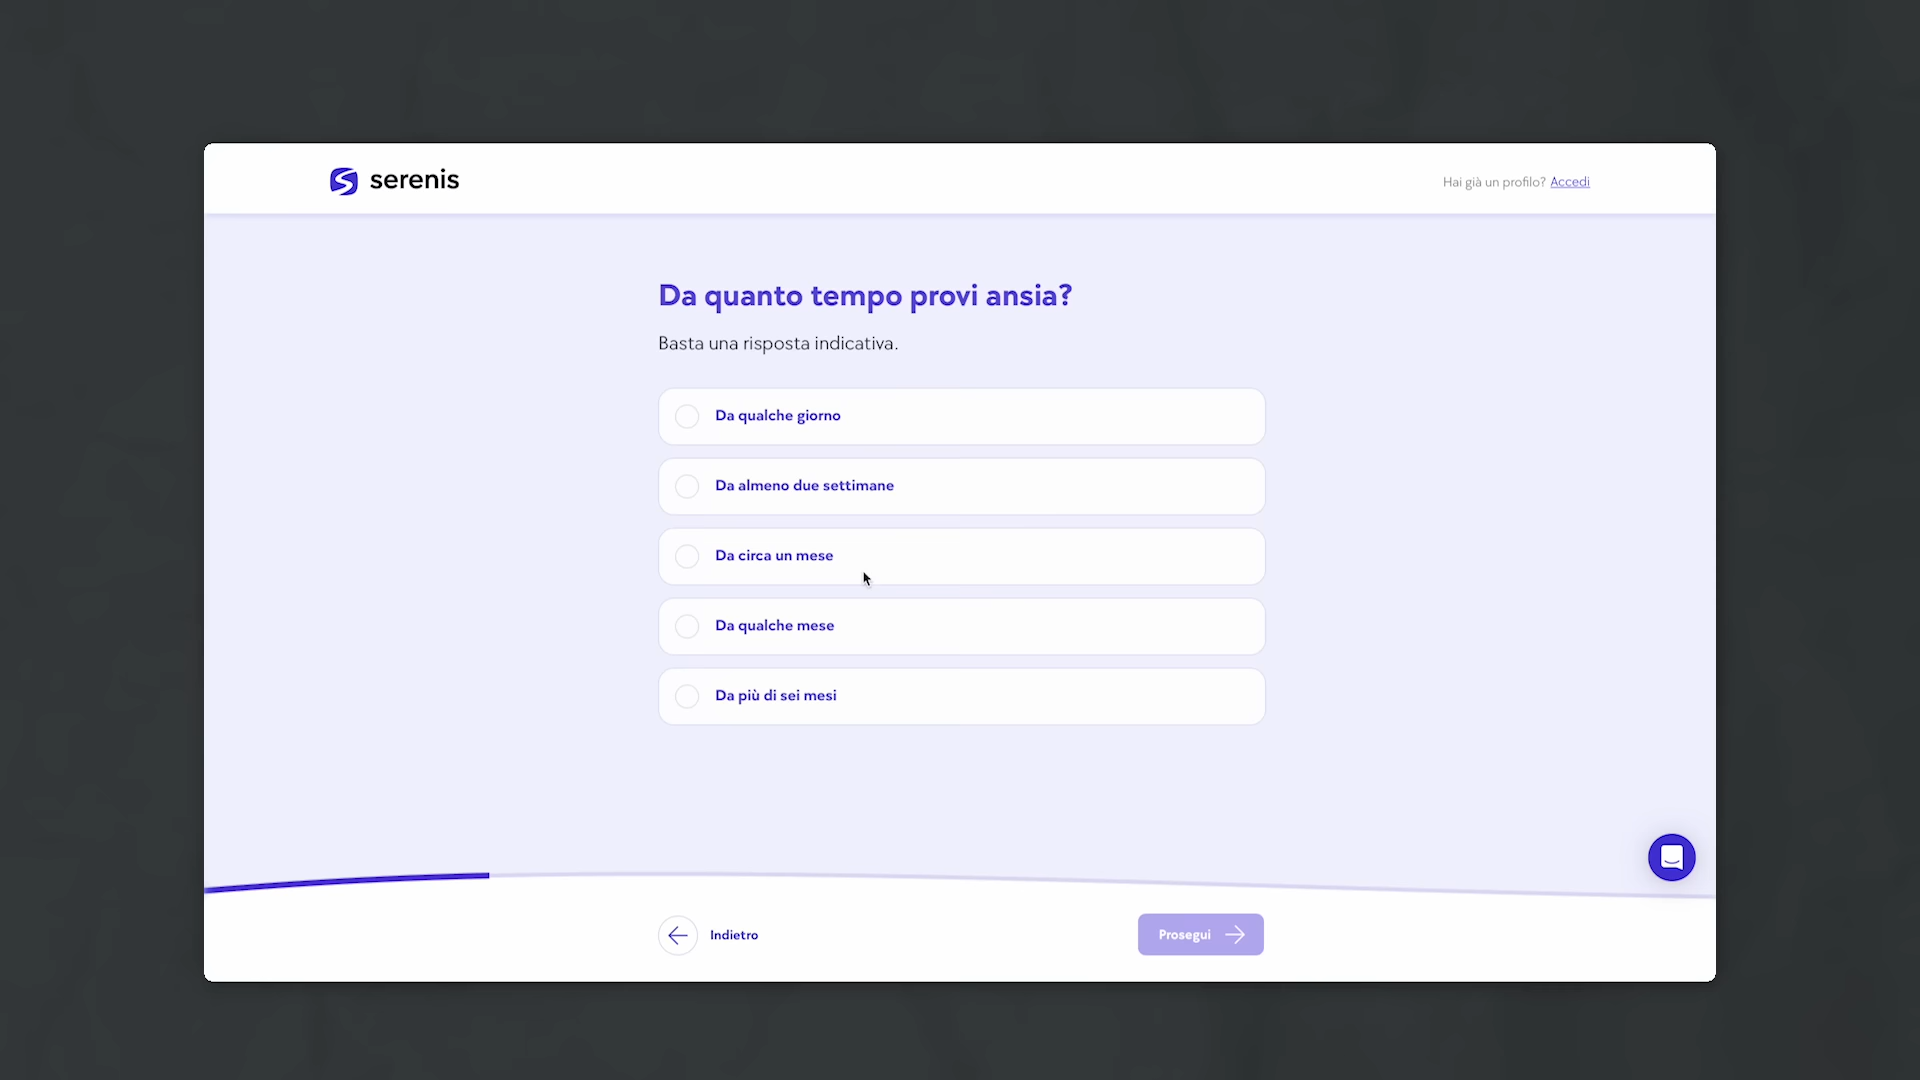 serenis
Hai già un profilo? Accedi
Da quanto tempo provi ansia?
Basta una risposta indicativa.
Da qualche giorno
Da almeno due settimane
Da circa un mese
Da qualche mese
Da più di sei mesi
Indietro
Prosegui